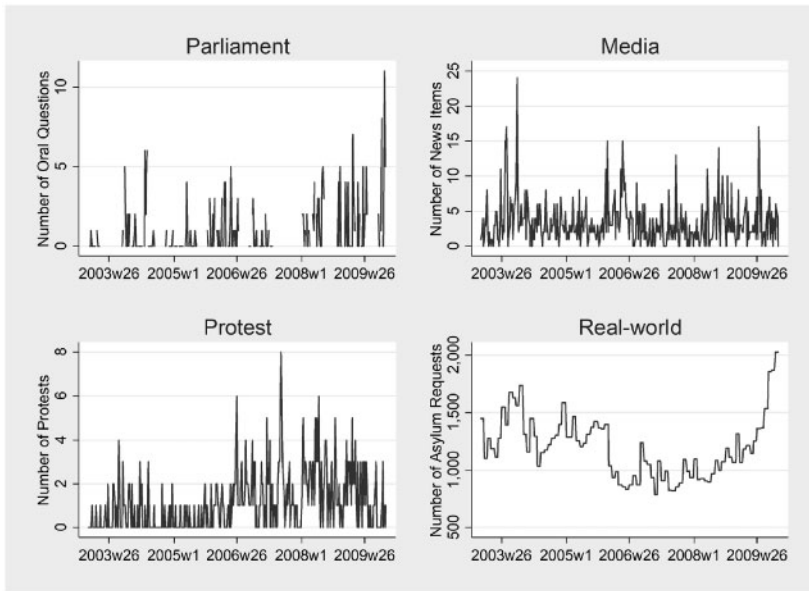 Parliament
Number of Oral Questions
10
5
0
2003w26 2005w1 2006w26 2008w1 2009w26
Media
Number of News Items
25
20
15
10
5
0
2003w26 2005w1 2006w26 2008w1 2009w26
Protest
Number of Protests
8
6
4
2
0
2003w26 2005w1 2006w26 2008w1 2009w26
Real-world
Number of Asylum Requests
2,000
1,500
1,000
500
2003w26 2005w1 2006w26 2008w1 2009w26